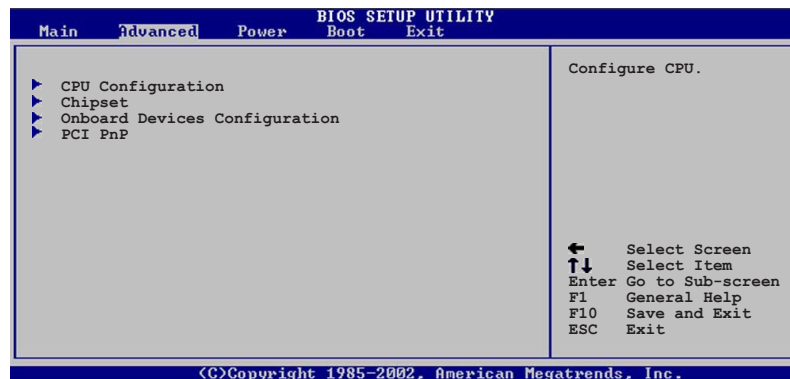 BIOS SETUP UTILITY
Main Advanced Power Boot Exit
CPU Configuration
Chipset
Onboard Devices Configuration
PCI PnP
Configure CPU.
Select Screen
Select Item
Enter Go to Sub-screen
F1 General Help
F10 Save and Exit
ESC Exit
(C)Copyright 1985-2002, American Megatrends, Inc.